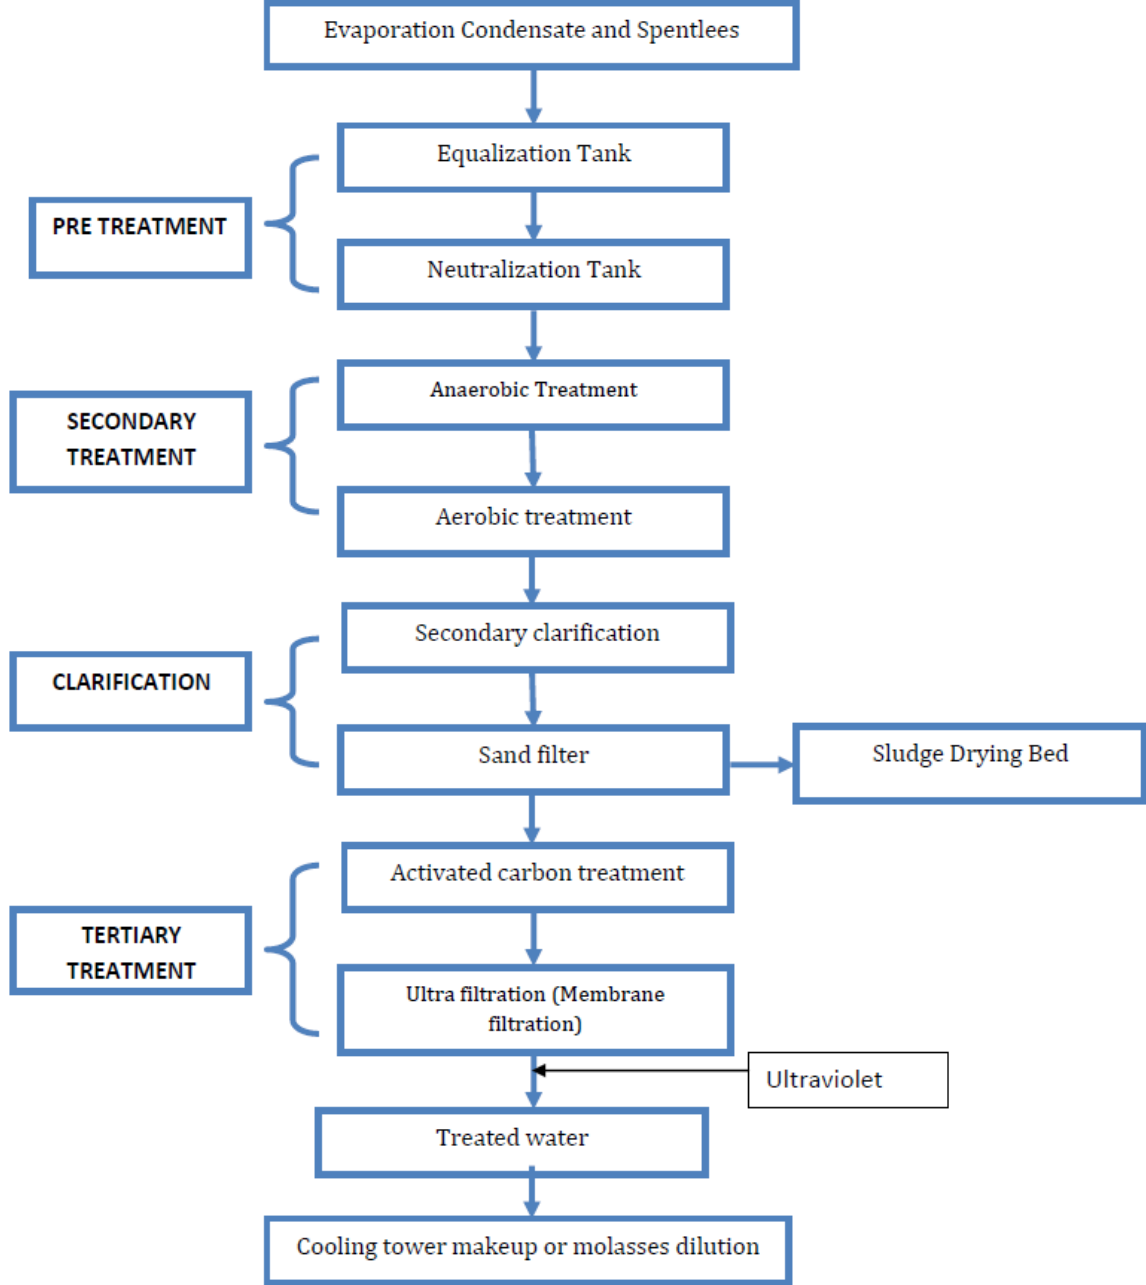 Evaporation Condensate and Spentlees
Equalization Tank
PRE TREATMENT
Neutralization Tank
Anaerobic Treatment
SECONDARY
TREATMENT
Aerobic treatment
Secondary clarification
CLARIFICATION
Sand filter
Sludge Drying Bed
Activated carbon treatment
TERTIARY
TREATMENT
Ultra filtration (Membrane
filtration)
Ultraviolet
Treated water
Cooling tower makeup or molasses dilution